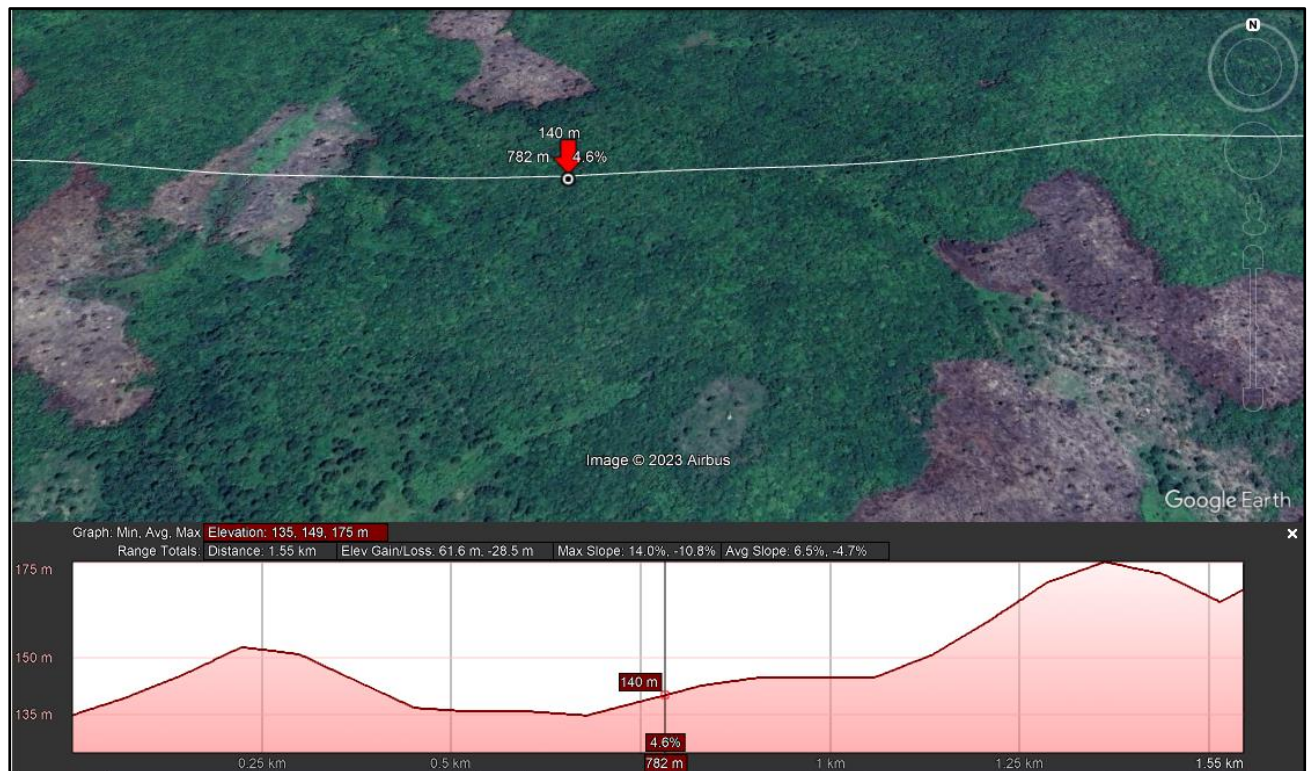 N
140 m
782 m 4.6%
Image © 2023 Airbus
Google Earth
Graph: Min, Avg, Max Elevation: 135, 149, 175 m
Range Totals: Distance: 1.55 km Elev Gain/Loss: 61.6 m, -28.5 m Max Slope: 14.0%, -10.8% Avg Slope: 6.5%, -4.7%
175 m
150 m
140 m
135 m
4.6%
0.25 km 0.5 km 782 m 1 km 1.25 km 1.55 km